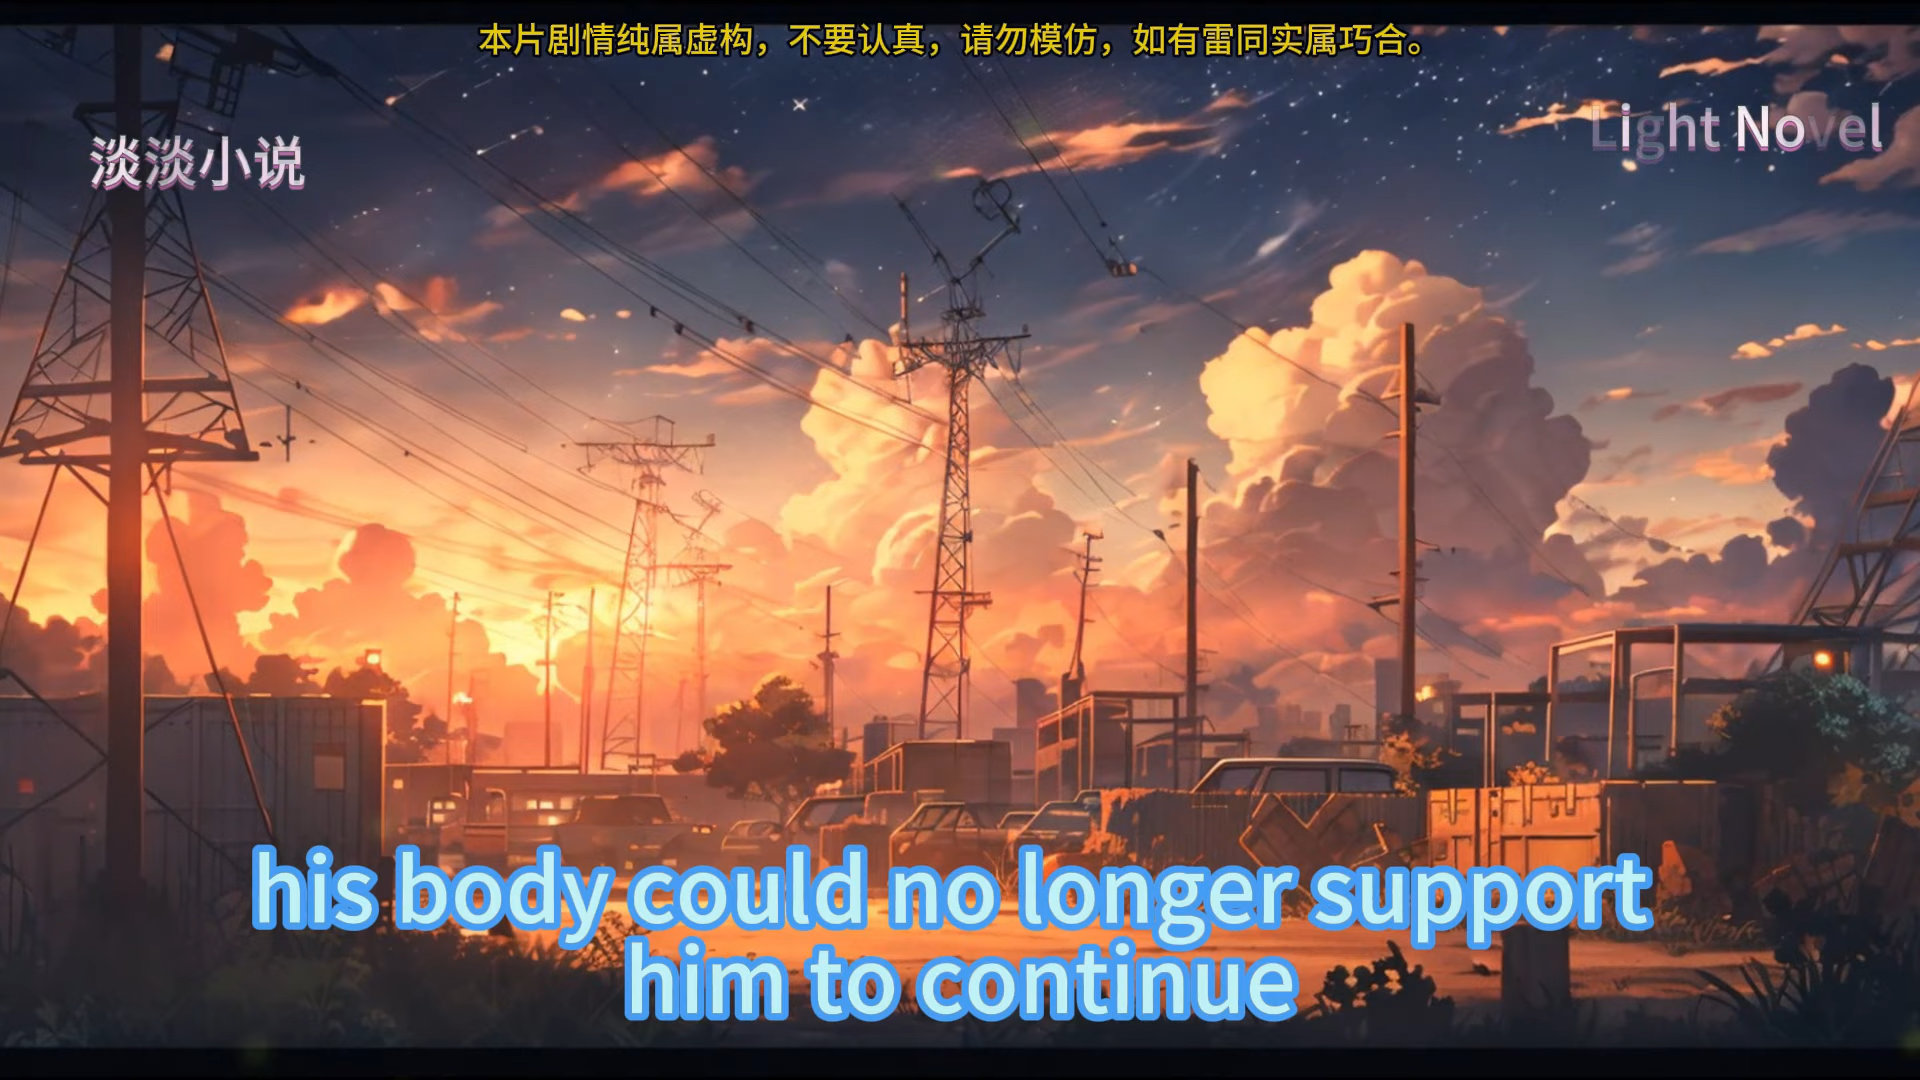 本片剧情纯属虚构，不要认真，请勿模仿，如有雷同实属巧合。
淡淡小说
Light Novel
his body could no longer support
him to continue